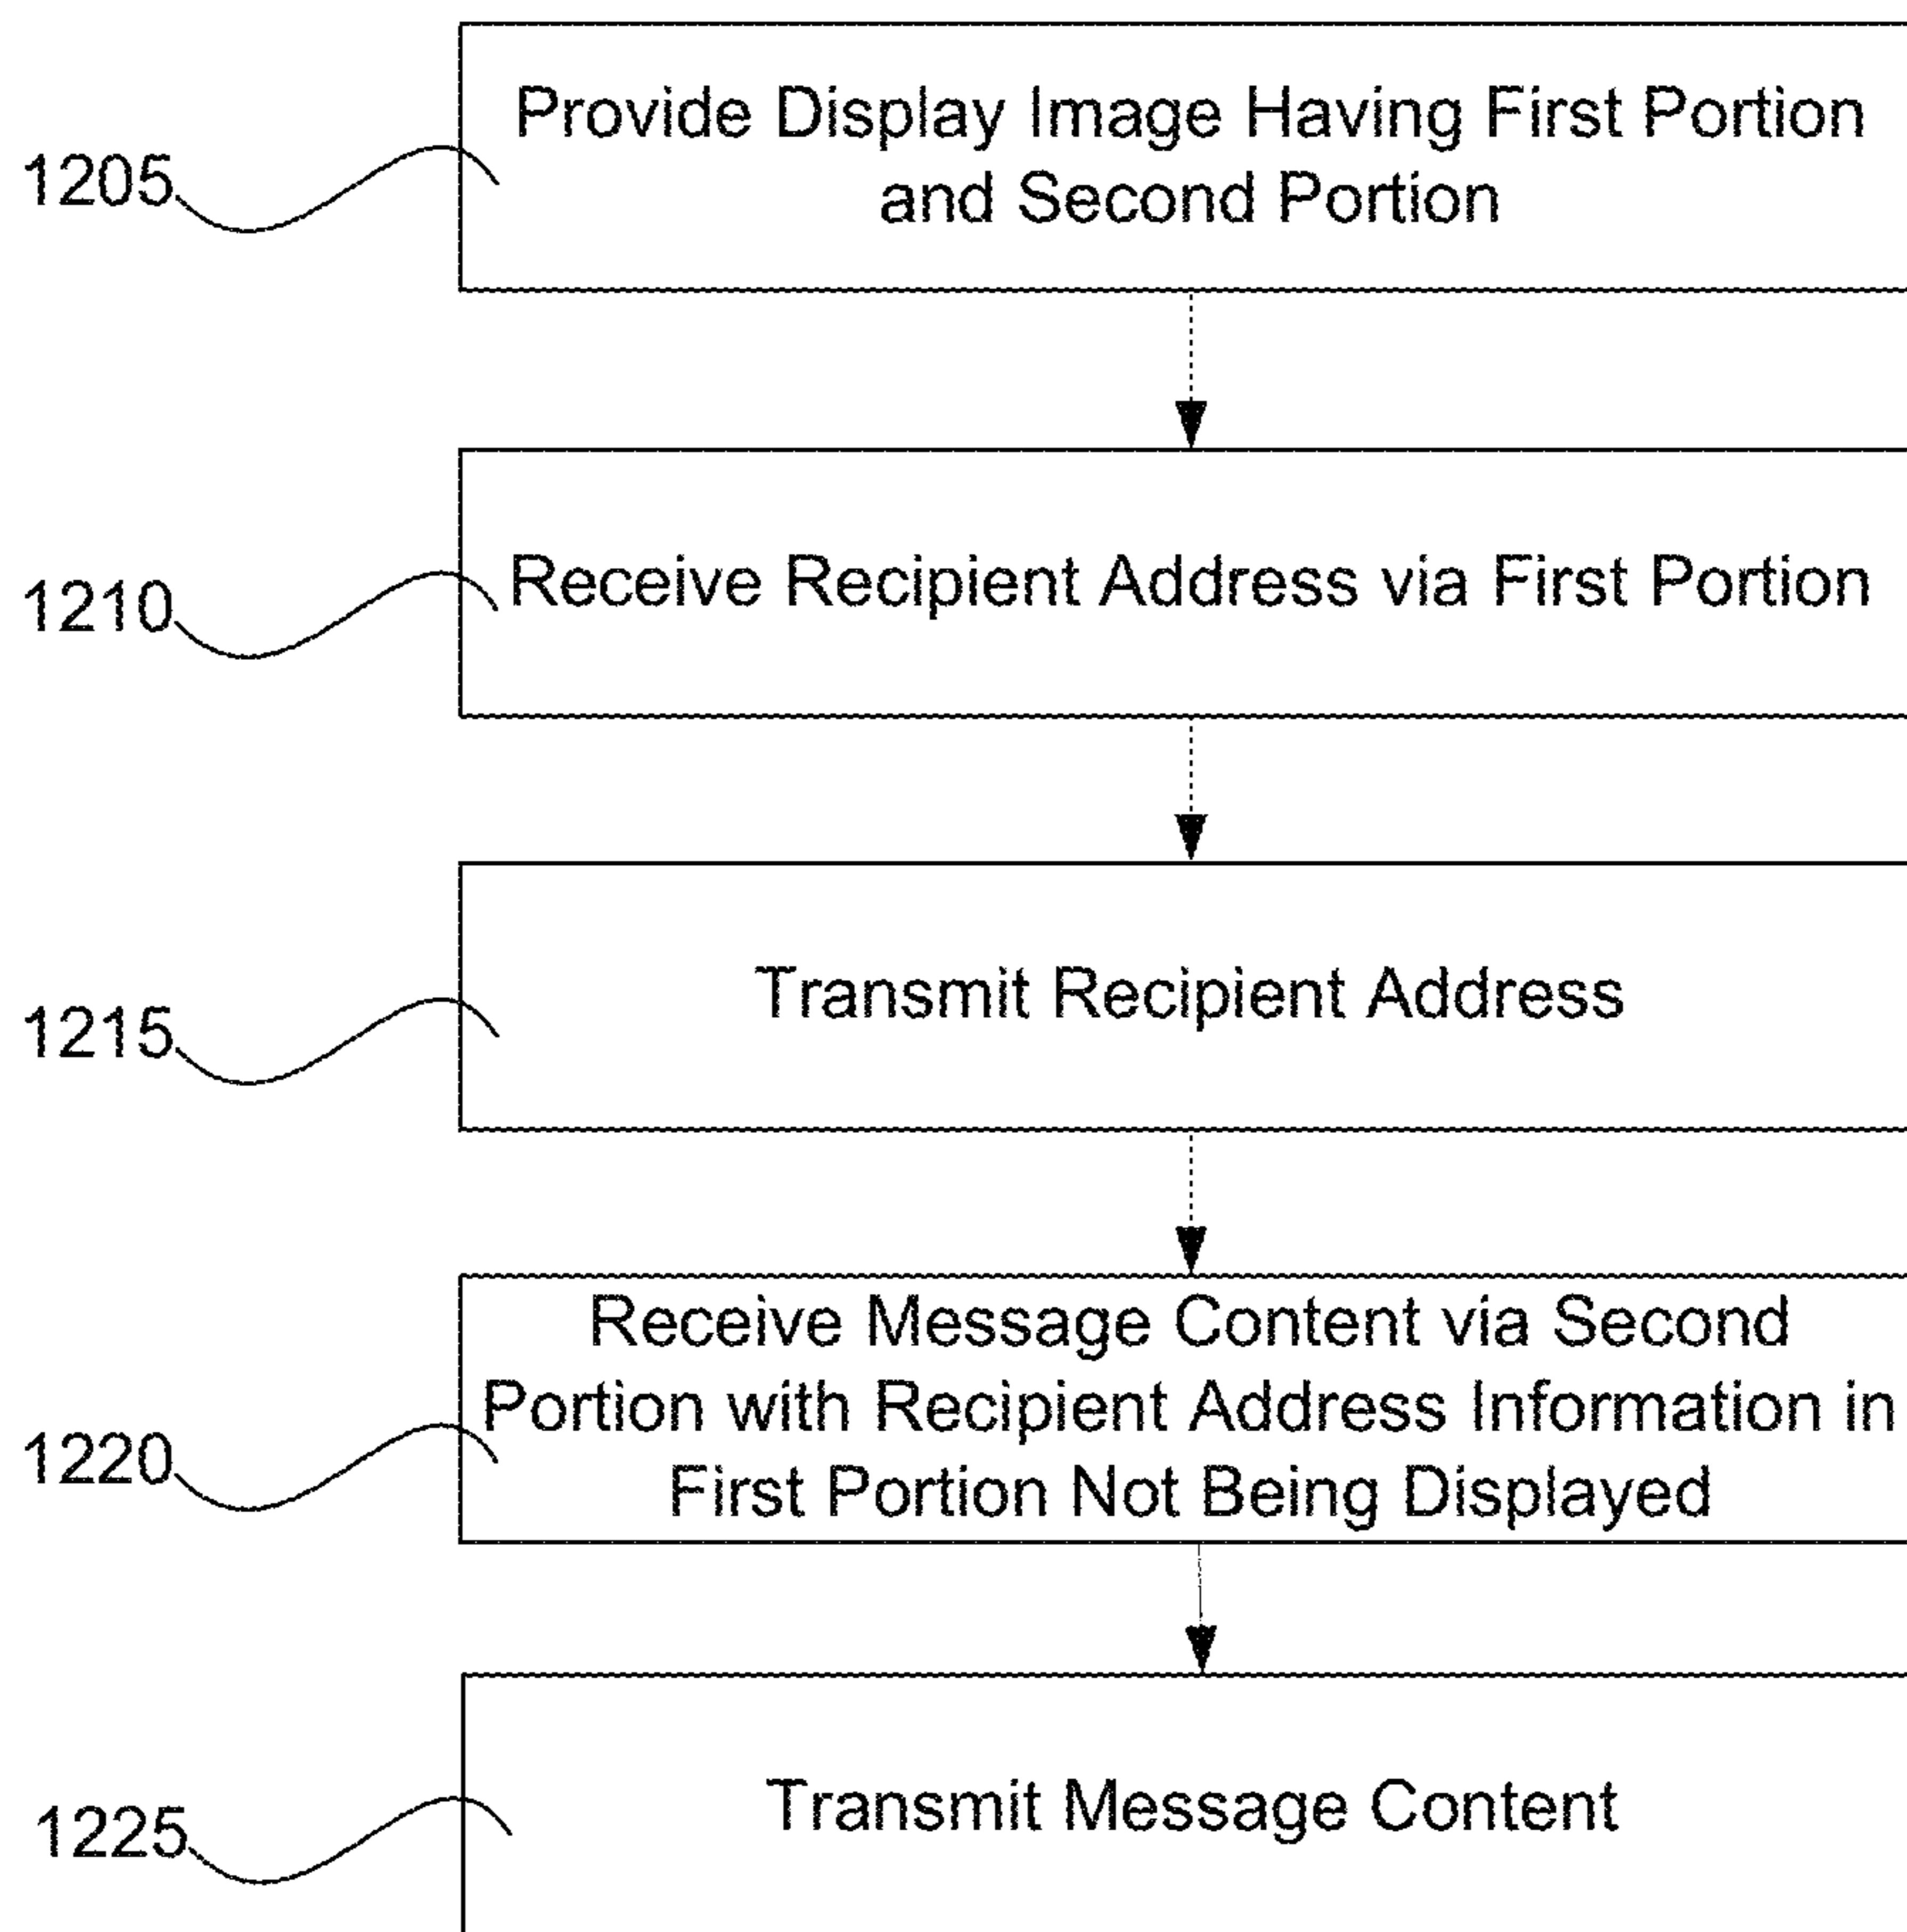 Provide Display Image Having First Portion
and Second Portion
1205
Receive Recipient Address via First Portion
1210
Transmit Recipient Address
1215
Receive Message Content via Second
Portion with Recipient Address Information in
First Portion Not Being Displayed
1220
Transmit Message Content
1225